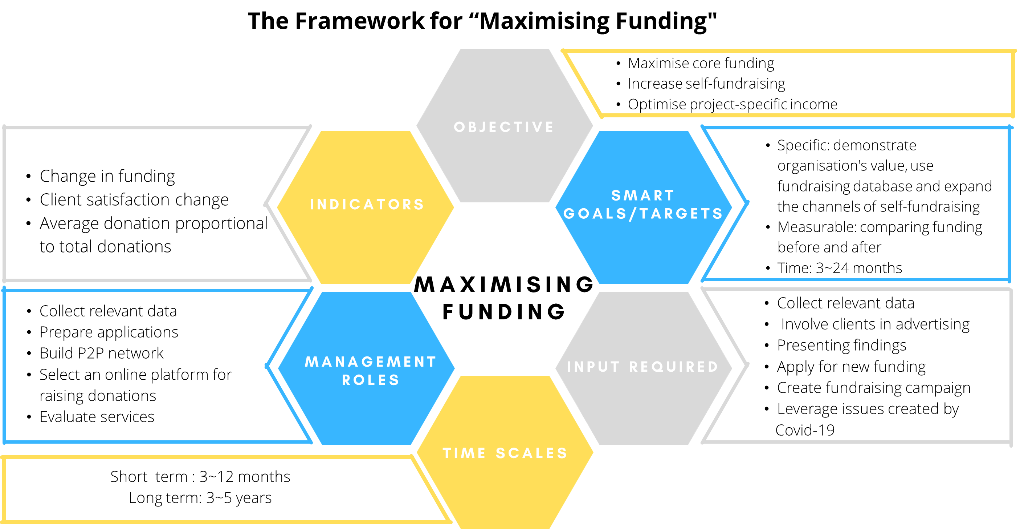 The Framework for “Maximising Funding"
OBJECTIVE
• Maximise core funding
• Increase self-fundraising
• Optimise project-specific income
SMART
GOALS/TARGETS
• Specific: demonstrate
organisation's value, use
fundraising database and expand
the channels of self-fundraising
• Measurable: comparing funding
before and after
• Time: 3~24 months
INPUT REQUIRED
• Collect relevant data
• Involve clients in advertising
• Presenting findings
• Apply for new funding
• Create fundraising campaign
• Leverage issues created by
Covid-19
TIME SCALES
Short term : 3~12 months
Long term: 3~5 years
MANAGEMENT
ROLES
• Collect relevant data
• Prepare applications
• Build P2P network
• Select an online platform for
raising donations
• Evaluate services
INDICATORS
• Change in funding
• Client satisfaction change
• Average donation proportional
to total donations
MAXIMISING
FUNDING